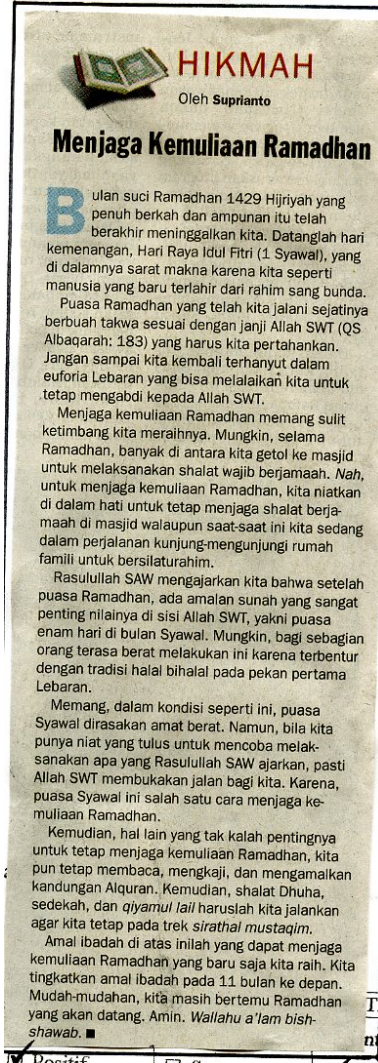 HIKMAH
Oleh Suprianto
Menjaga Kemuliaan Ramadhan
Bulan suci Ramadhan 1429 Hijriyah yang
penuh berkah dan ampunan itu telah
berakhir meninggalkan kita. Datanglah hari
kemenangan, Hari Raya Idul Fitri (1 Syawal), yang
di dalamnya sarat makna karena kita seperti
manusia yang baru terlahir dari rahim sang bunda.
Puasa Ramadhan yang telah kita jalani sejatinya
berbuah takwa sesuai dengan janji Allah SWT (QS
Albaqarah: 183) yang harus kita pertahankan.
Jangan sampai kita kembali terhanyut dalam
euforia Lebaran yang bisa melalaikan kita untuk
tetap mengabdi kepada Allah SWT.
Menjaga kemuliaan Ramadhan memang sulit
ketimbang kita meraihnya. Mungkin, selama
Ramadhan, banyak di antara kita getol ke masjid
untuk melaksanakan shalat wajib berjamaah. Nah,
untuk menjaga kemuliaan Ramadhan, kita niatkan
di dalam hati untuk tetap menjaga shalat berja-
maah di masjid walaupun saat-saat ini kita sedang
dalam perjalanan kunjung-mengunjungi rumah
famili untuk bersilaturahim.
Rasulullah SAW mengajarkan kita bahwa setelah
puasa Ramadhan, ada amalan sunah yang sangat
penting nilainya di sisi Allah SWT, yakni puasa
enam hari di bulan Syawal. Mungkin, bagi sebagian
orang terasa berat melakukan ini karena terbentur
dengan tradisi halal bihalal pada pekan pertama
Lebaran.
Memang, dalam kondisi seperti ini, puasa
Syawal dirasakan amat berat. Namun, bila kita
punya niat yang tulus untuk mencoba melak-
sanakan apa yang Rasulullah SAW ajarkan, pasti
Allah SWT membukakan jalan bagi kita. Karena,
puasa Syawal ini salah satu cara menjaga ke-
muliaan Ramadhan.
Kemudian, hal lain yang tak kalah pentingnya
untuk tetap menjaga kemuliaan Ramadhan, kita
pun tetap membaca, mengkaji, dan mengamalkan
kandungan Alquran. Kemudian, shalat Dhuha,
sedekah, dan qiyamul lail haruslah kita jalankan
agar kita tetap pada trek sirathal mustaqim.
Amal ibadah di atas inilah yang dapat menjaga
kemuliaan Ramadhan yang baru saja kita raih. Kita
tingkatkan amal ibadah pada 11 bulan ke depan.
Mudah-mudahan, kita masih bertemu Ramadhan
yang akan datang. Amin. Wallahu a'lam bish-
shawab. ■